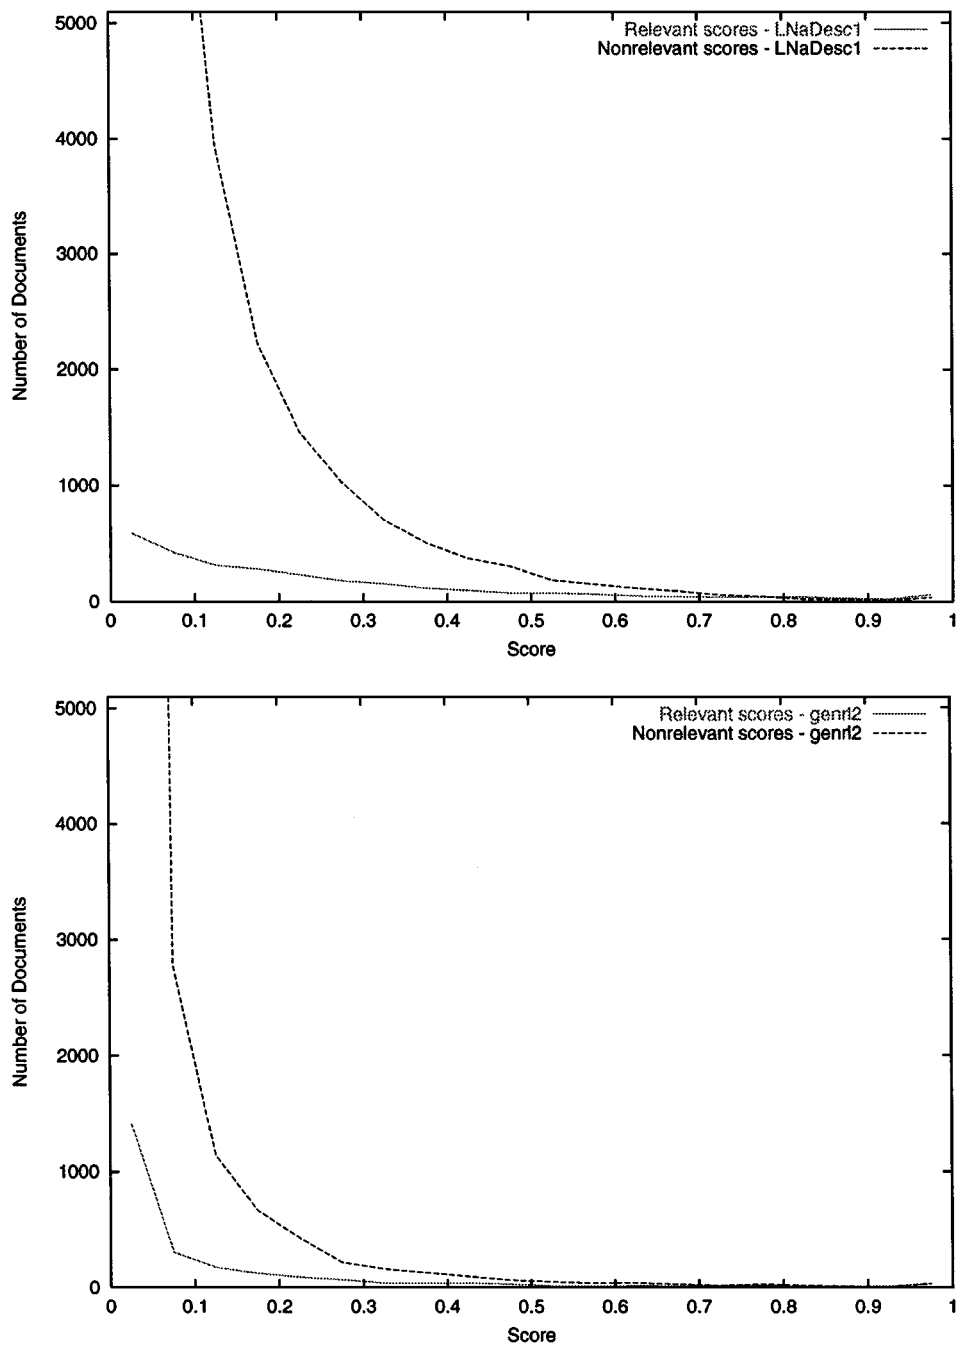 5000
4000
3000
2000
1000
0
Number of Documents
Relevant scores - LNaDesc1
Nonrelevant scores - LNaDesc1
0 0.1 0.2 0.3 0.4 0.5 0.6 0.7 0.8 0.9 1
Score
5000
4000
3000
2000
1000
0
Number of Documents
Relevant scores - genrl2
Nonrelevant scores - genrl2
0 0.1 0.2 0.3 0.4 0.5 0.6 0.7 0.8 0.9 1
Score